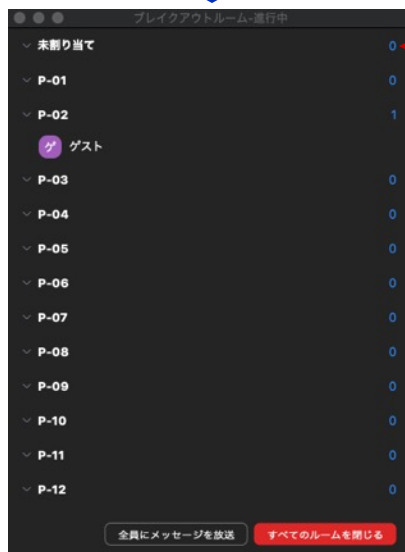 ブレイクアウトルーム-進行中
未割り当て 0
P-01 0
P-02 1
ゲ ゲスト
P-03 0
P-04 0
P-05 0
P-06 0
P-07 0
P-08 0
P-09 0
P-10 0
P-11 0
P-12 0
全員にメッセージを放送 すべてのルームを閉じる